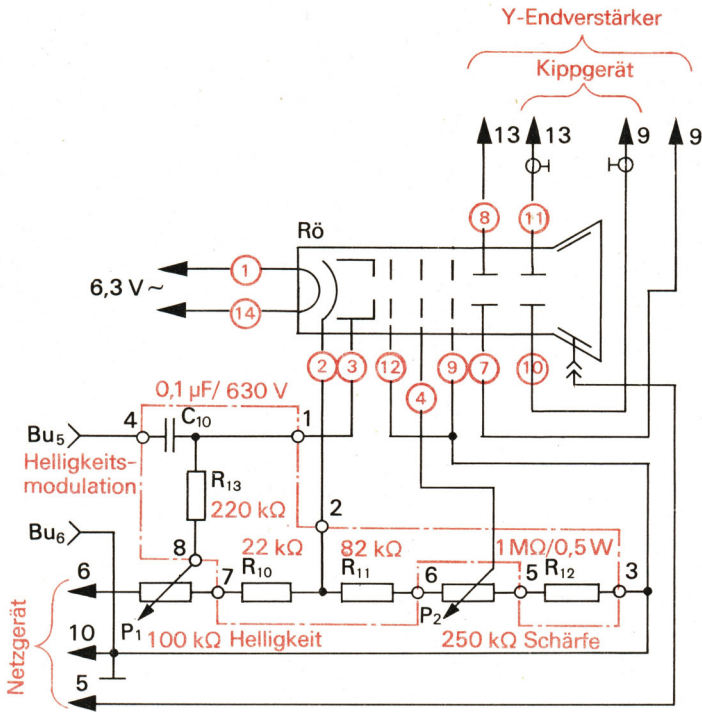 Y-Endverstärker
Kippgerät
13 13 9 9
8 11
Rö
1
6,3 V ~
14
2 3 12 9 7 10
4
0,1 µF/ 630 V
4 C10 1
Bu5
Helligkeits-
modulation
R13
220 kΩ
2
Bu6
8 22 kΩ 82 kΩ 1 MΩ/0,5 W
6 7 R10 R11 6 5 R12 3
P1 P2
100 kΩ Helligkeit 250 kΩ Schärfe
10
5
Netzgerät